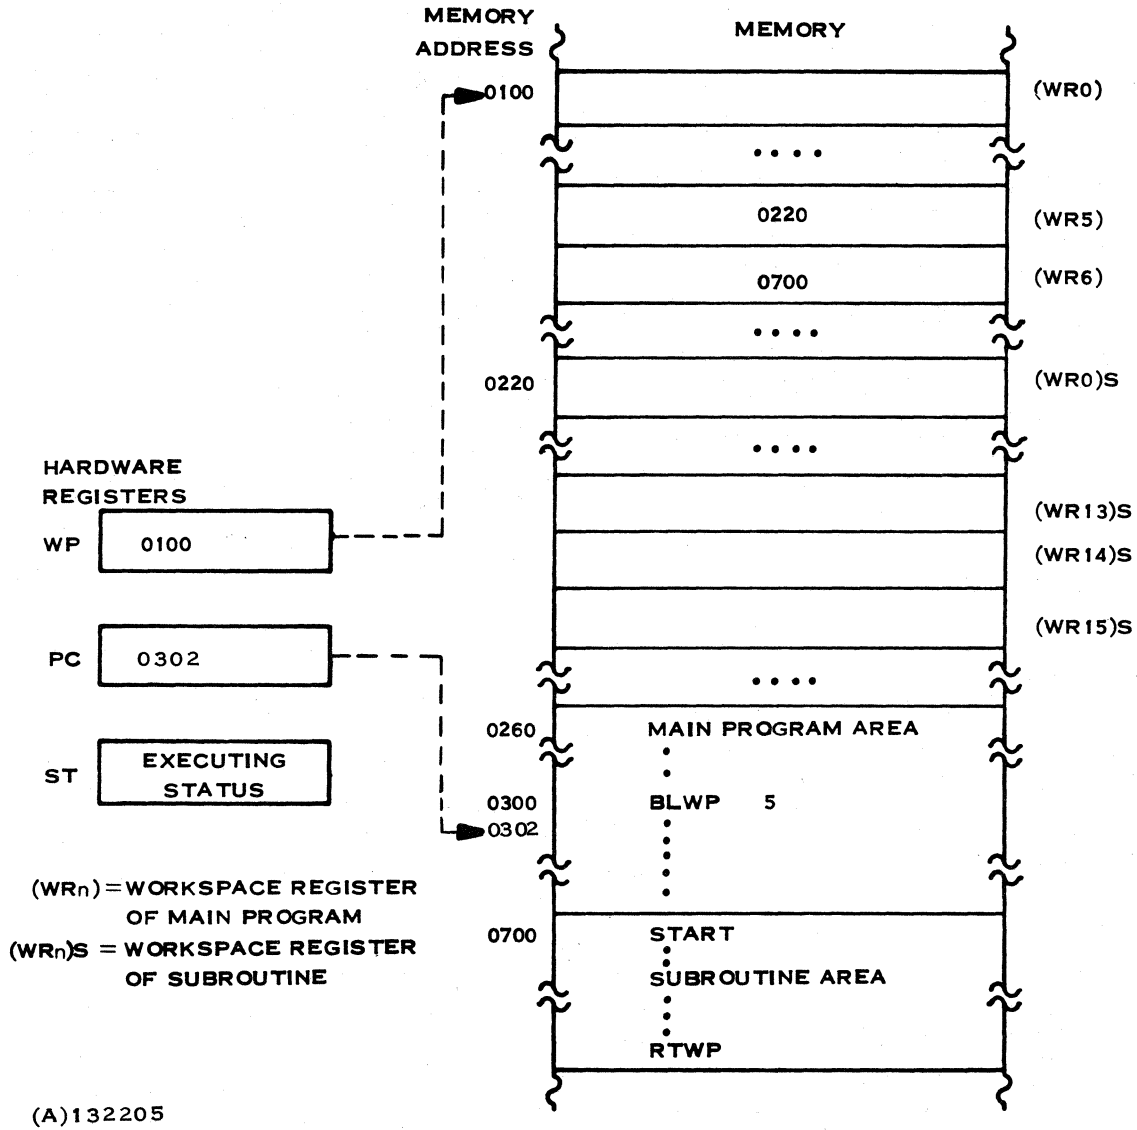 MEMORY ADDRESS
MEMORY
0100
(WR0)
• • • •
0220
(WR5)
0700
(WR6)
• • • •
0220
(WR0)S
• • • •
(WR13)S
(WR14)S
(WR15)S
• • • •
HARDWARE
REGISTERS
WP
0100
PC
0302
ST
EXECUTING
STATUS
0260
MAIN PROGRAM AREA
0300
BLWP 5
0302
0700
START
SUBROUTINE AREA
RTWP
(WRn) = WORKSPACE REGISTER
OF MAIN PROGRAM
(WRn)S = WORKSPACE REGISTER
OF SUBROUTINE
(A)132205